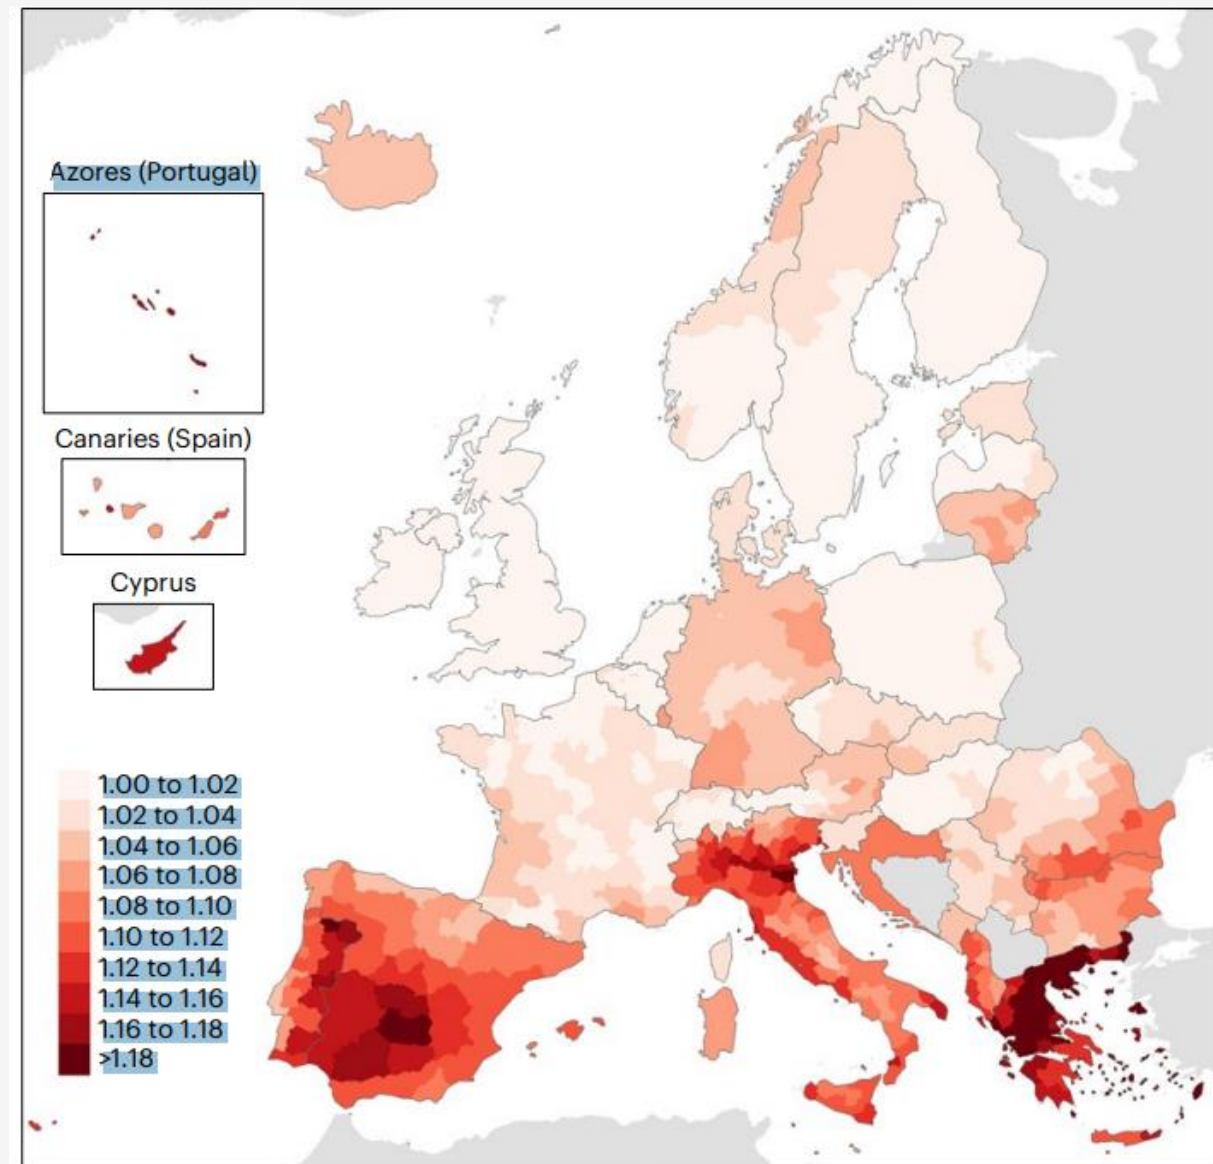 Azores (Portugal)
Canaries (Spain)
Cyprus
1.00 to 1.02
1.02 to 1.04
1.04 to 1.06
1.06 to 1.08
1.08 to 1.10
1.10 to 1.12
1.12 to 1.14
1.14 to 1.16
1.16 to 1.18
>1.18